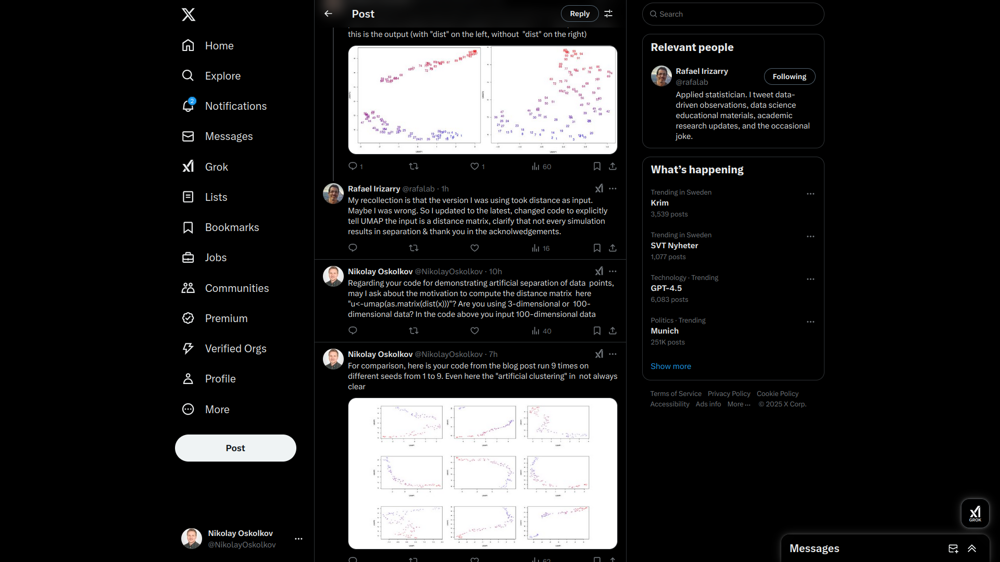 Home
Explore
2
Notifications
Messages
Grok
Lists
Bookmarks
Jobs
Communities
Premium
Verified Orgs
Profile
More
Post
Nikolay Oskolkov
@NikolayOskolkov
Post
Reply
this is the output (with "dist" on the left, without "dist" on the right)
UMAP1
UMAP1
1
1
60
Rafael Irizarry @rafalab · 1h
My recollection is that the version I was using took distance as input.
Maybe I was wrong. So I updated to the latest, changed code to explicitly
tell UMAP the input is a distance matrix, clarify that not every simulation
results in separation & thank you in the acknolwedgements.
16
Nikolay Oskolkov @NikolayOskolkov · 10h
Regarding your code for demonstrating artificial separation of data points,
may I ask about the motivation to compute the distance matrix here
"u<-umap(as.matrix(dist(x)))"? Are you using 3-dimensional or 100-
dimensional data? In the code above you input 100-dimensional data
40
Nikolay Oskolkov @NikolayOskolkov · 7h
For comparison, here is your code from the blog post run 9 times on
different seeds from 1 to 9. Even here the "artificial clustering" in not always
clear
62
Search
Relevant people
Rafael Irizarry
@rafalab
Following
Applied statistician. I tweet data-
driven observations, data science
educational materials, academic
research updates, and the occasional
joke.
What's happening
Trending in Sweden
Krim
3,539 posts
Trending in Sweden
SVT Nyheter
1,077 posts
Technology · Trending
GPT-4.5
6,083 posts
Politics · Trending
Munich
251K posts
Show more
Terms of Service Privacy Policy Cookie Policy
Accessibility Ads info More ··· © 2025 X Corp.
GROK
Messages